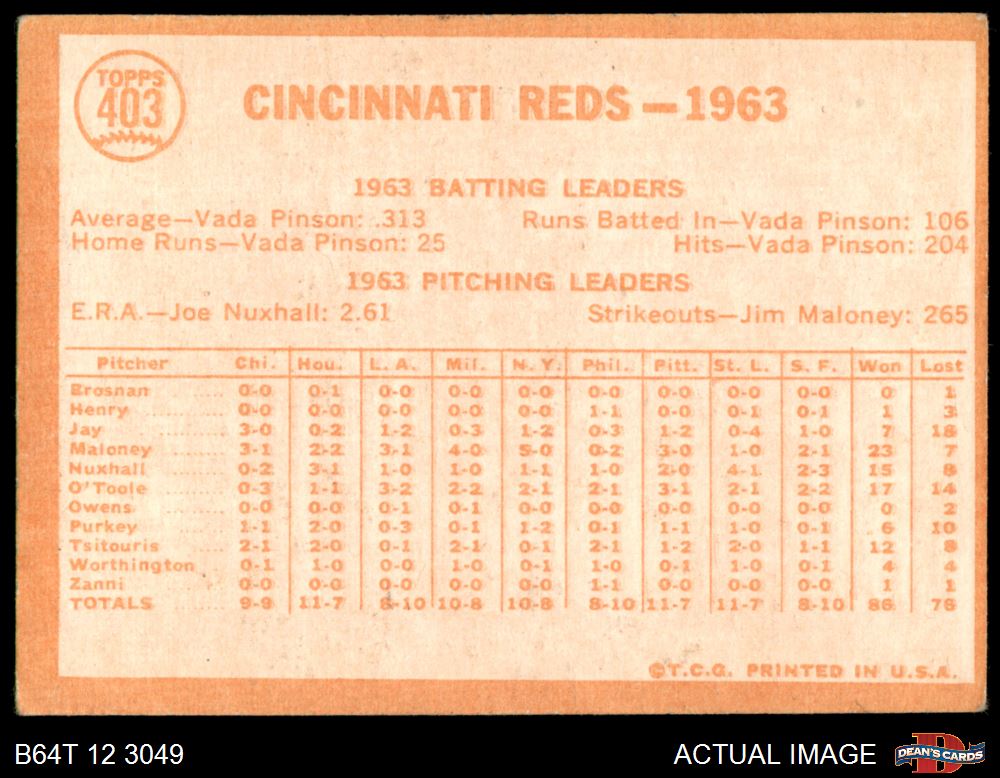 TOPPS
403
CINCINNATI REDS — 1963
1963 BATTING LEADERS
Average—Vada Pinson: .313 Runs Batted In—Vada Pinson: 106
Home Runs—Vada Pinson: 25 Hits—Vada Pinson: 204
1963 PITCHING LEADERS
E.R.A.—Joe Nuxhall: 2.61 Strikeouts—Jim Maloney: 265
Pitcher Chi. Hou. L. A. Mil. N. Y. Phil. Pitt. St. L. S. F. Won Lost
Brosnan 0-0 0-1 0-0 0-0 0-0 0-0 0-0 0-0 0-0 0 1
Henry 0-0 0-0 0-0 0-0 0-0 1-1 0-0 0-1 0-1 1 3
Jay 3-0 0-2 1-2 0-3 1-2 0-3 1-2 0-4 1-0 7 18
Maloney 3-1 2-2 3-1 4-0 5-0 0-2 3-0 1-0 2-1 23 7
Nuxhall 0-2 3-1 1-0 1-0 1-1 1-0 2-0 4-1 2-3 15 8
O'Toole 0-3 1-1 3-2 2-2 2-1 2-1 3-1 2-1 2-2 17 14
Owens 0-0 0-0 0-1 0-1 0-0 0-0 0-0 0-0 0-0 0 2
Purkey 1-1 2-0 0-3 0-1 1-2 0-1 1-1 1-0 0-1 6 10
Tsitouris 2-1 2-0 0-1 2-1 0-1 2-1 1-2 2-0 1-1 12 8
Worthington 0-1 1-0 0-0 1-0 0-1 1-0 0-1 1-0 0-1 4 4
Zanni 0-0 0-0 0-0 0-0 0-0 1-1 0-0 0-0 0-0 1 1
TOTALS 9-9 11-7 8-10 10-8 10-8 8-10 11-7 11-7 8-10 86 76
©T.C.G. PRINTED IN U.S.A.
B64T 12 3049 ACTUAL IMAGE DEAN'S CARDS